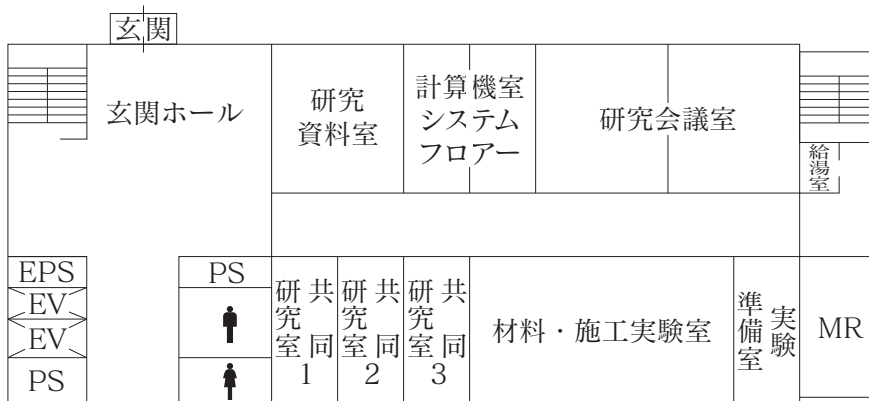 玄関
玄関ホール
研究
資料室
計算機室
システム
フロアー
研究会議室
給湯室
EPS
EV
EV
PS
PS
共同
研究室
1
共同
研究室
2
共同
研究室
3
材料・施工実験室
実験
準備室
MR